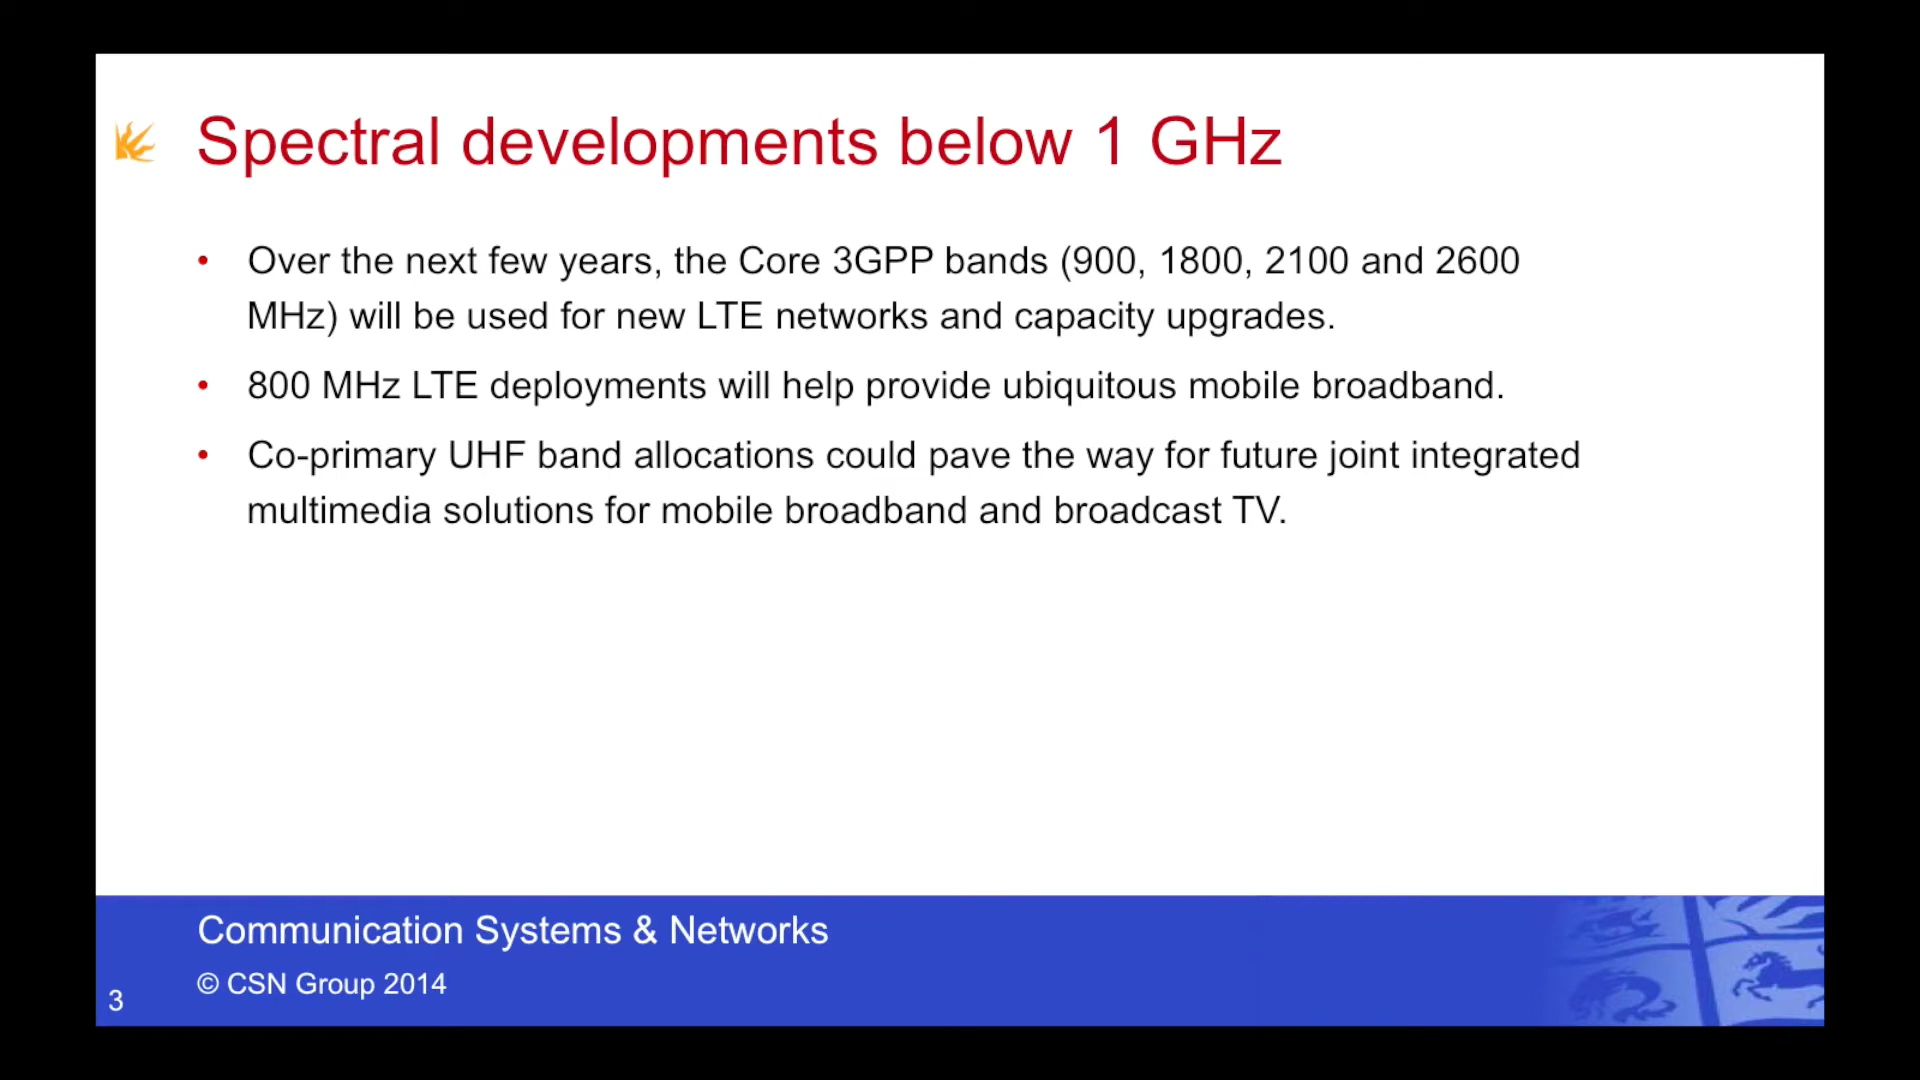 Spectral developments below 1 GHz
• Over the next few years, the Core 3GPP bands (900, 1800, 2100 and 2600
MHz) will be used for new LTE networks and capacity upgrades.
• 800 MHz LTE deployments will help provide ubiquitous mobile broadband.
• Co-primary UHF band allocations could pave the way for future joint integrated
multimedia solutions for mobile broadband and broadcast TV.
Communication Systems & Networks
© CSN Group 2014
3